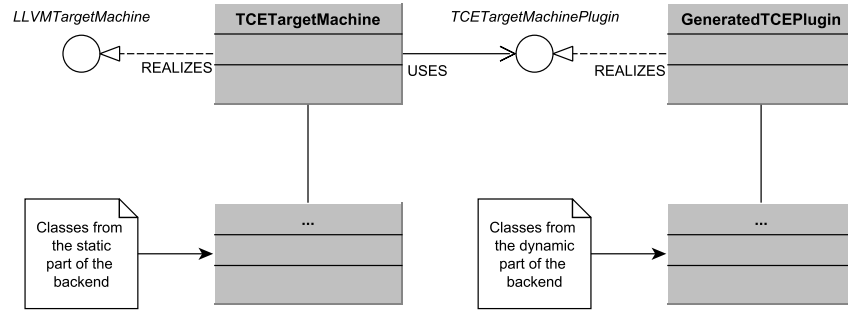 LLVMTargetMachine
TCETargetMachine
TCETargetMachinePlugin
GeneratedTCEPlugin
REALIZES
USES
REALIZES
Classes from
the static
part of the
backend
...
Classes from
the dynamic
part of the
backend
...